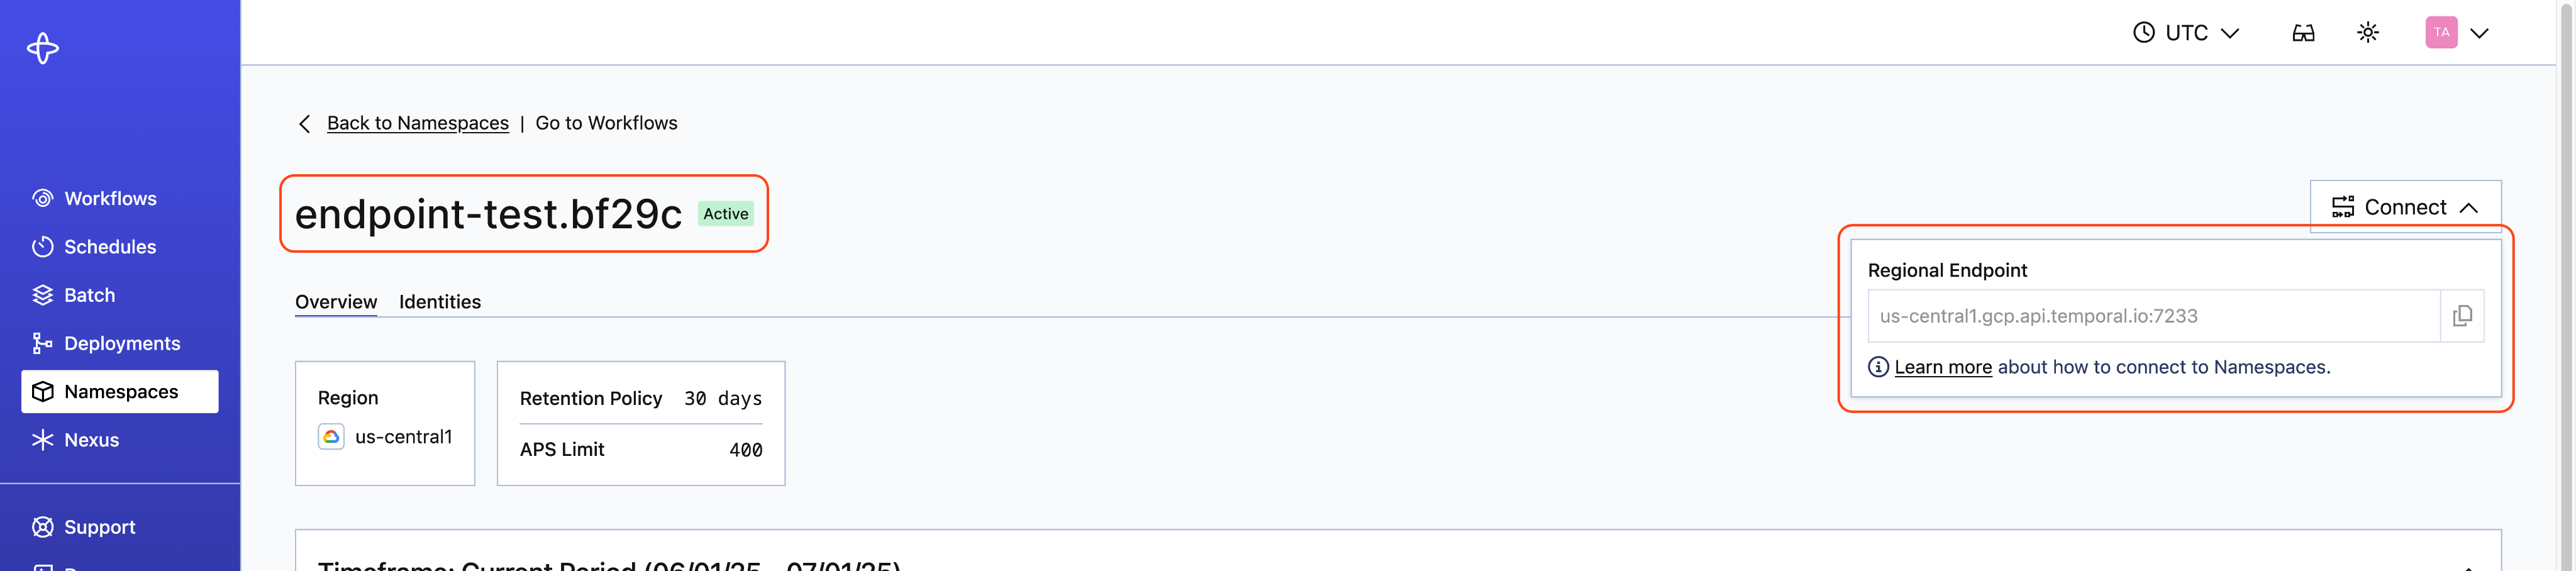 UTC
TA
Back to Namespaces | Go to Workflows
endpoint-test.bf29c Active
Connect
Regional Endpoint
us-central1.gcp.api.temporal.io:7233
Learn more about how to connect to Namespaces.
Overview Identities
Region
us-central1
Retention Policy 30 days
APS Limit 400
Timeframe: Current Period (06/01/25 - 07/01/25)
Workflows
Schedules
Batch
Deployments
Namespaces
Nexus
Support